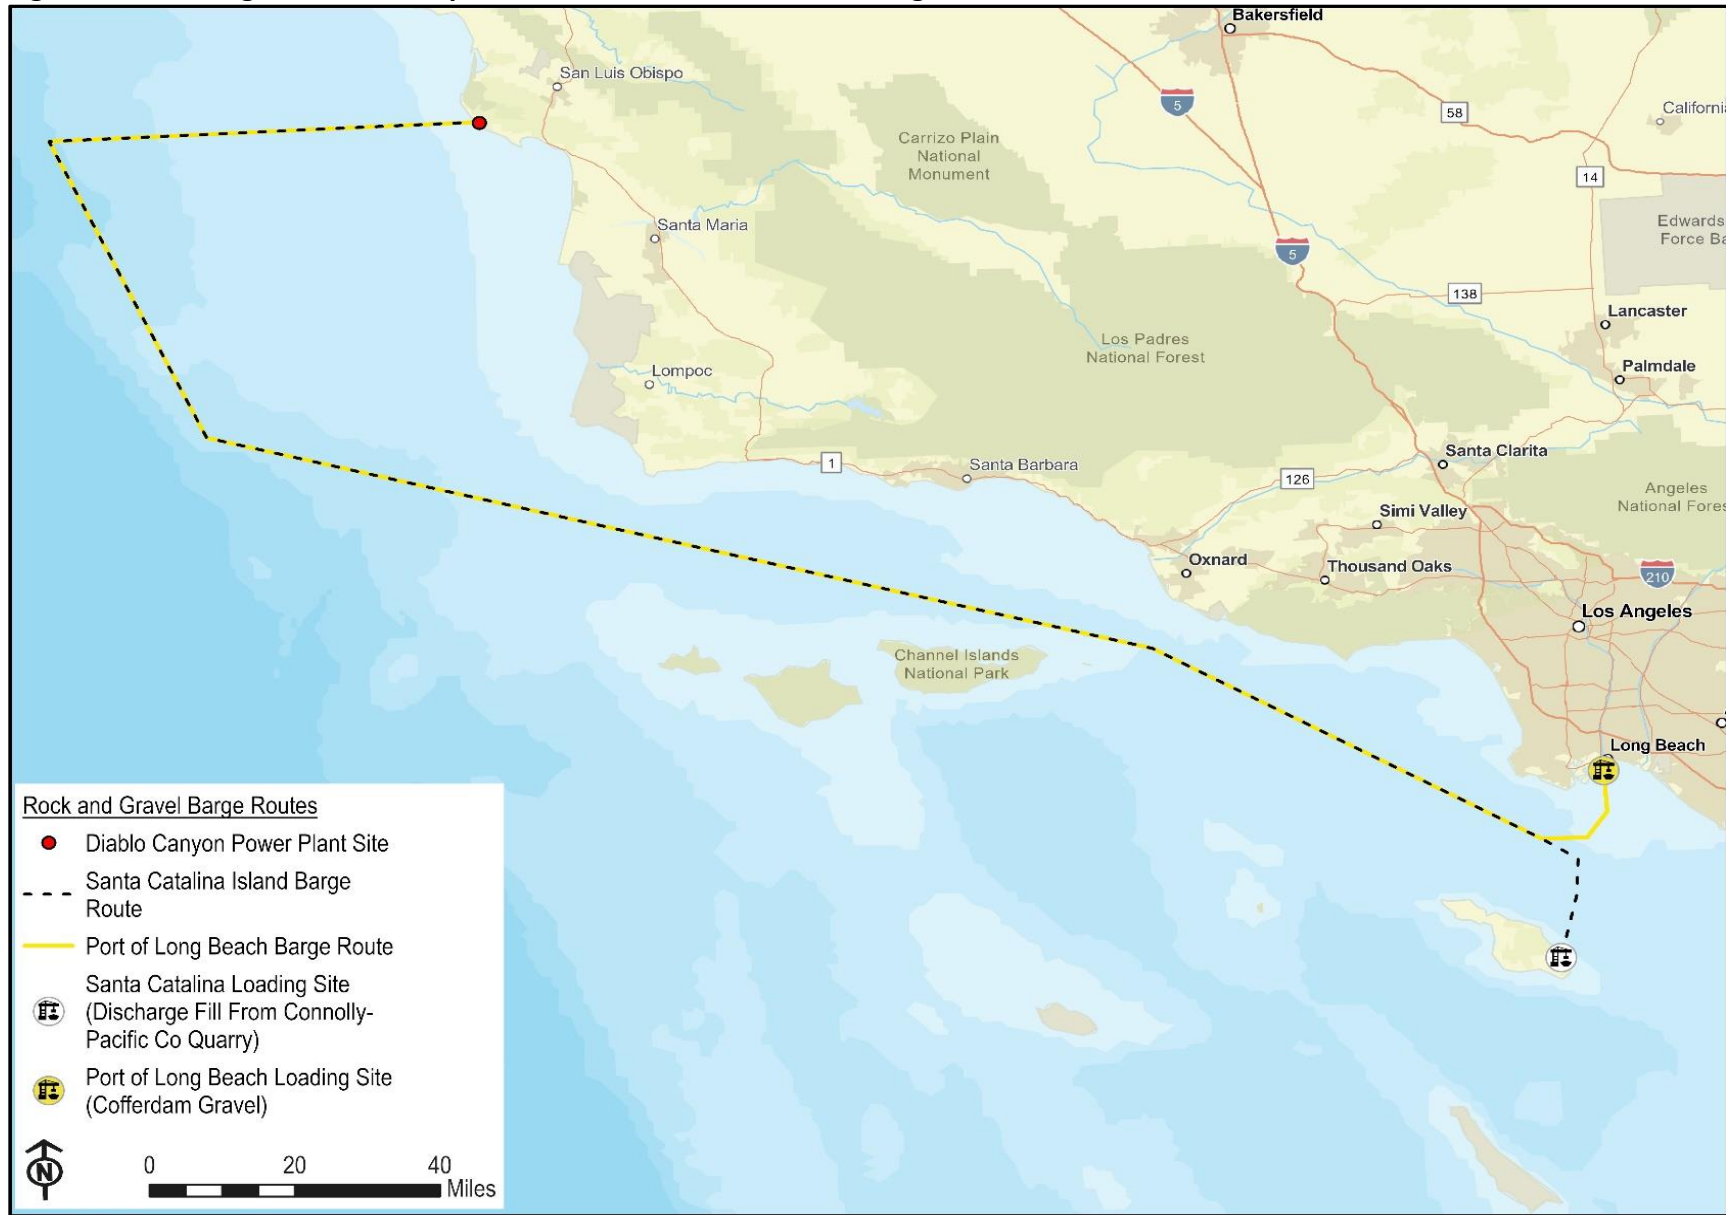 Bakersfield
San Luis Obispo
5
58
California
Carrizo Plain
National
Monument
14
Santa Maria
Edwards
Force Ba
5
138
Lancaster
Los Padres
National Forest
Palmdale
Lompoc
1
Santa Barbara
126
Santa Clarita
Angeles
National Fores
Simi Valley
Oxnard
Thousand Oaks
210
Los Angeles
Channel Islands
National Park
Long Beach
Rock and Gravel Barge Routes
Diablo Canyon Power Plant Site
Santa Catalina Island Barge
Route
Port of Long Beach Barge Route
Santa Catalina Loading Site
(Discharge Fill From Connolly-
Pacific Co Quarry)
Port of Long Beach Loading Site
(Cofferdam Gravel)
N
0 20 40
Miles